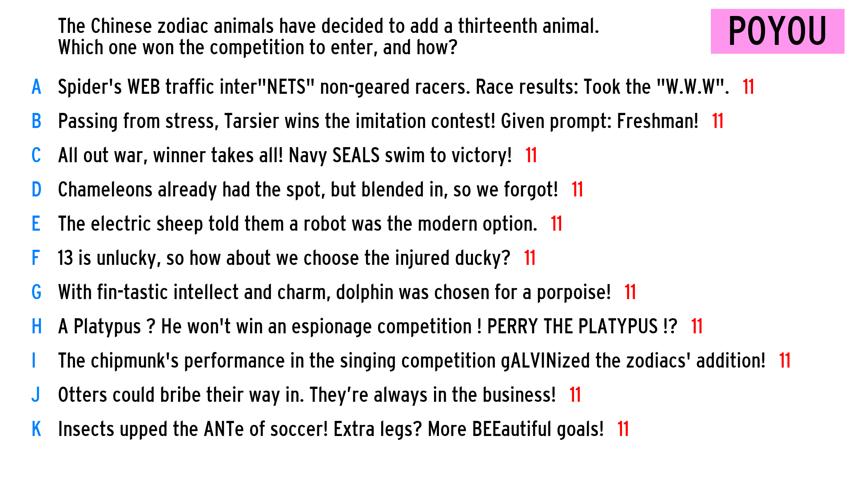 The Chinese zodiac animals have decided to add a thirteenth animal.
Which one won the competition to enter, and how?
POYOU
A Spider's WEB traffic inter"NETS" non-geared racers. Race results: Took the "W.W.W". 11
B Passing from stress, Tarsier wins the imitation contest! Given prompt: Freshman! 11
C All out war, winner takes all! Navy SEALS swim to victory! 11
D Chameleons already had the spot, but blended in, so we forgot! 11
E The electric sheep told them a robot was the modern option. 11
F 13 is unlucky, so how about we choose the injured ducky? 11
G With fin-tastic intellect and charm, dolphin was chosen for a porpoise! 11
H A Platypus ? He won't win an espionage competition ! PERRY THE PLATYPUS !? 11
I The chipmunk's performance in the singing competition gALVINized the zodiacs' addition! 11
J Otters could bribe their way in. They’re always in the business! 11
K Insects upped the ANTe of soccer! Extra legs? More BEEautiful goals! 11